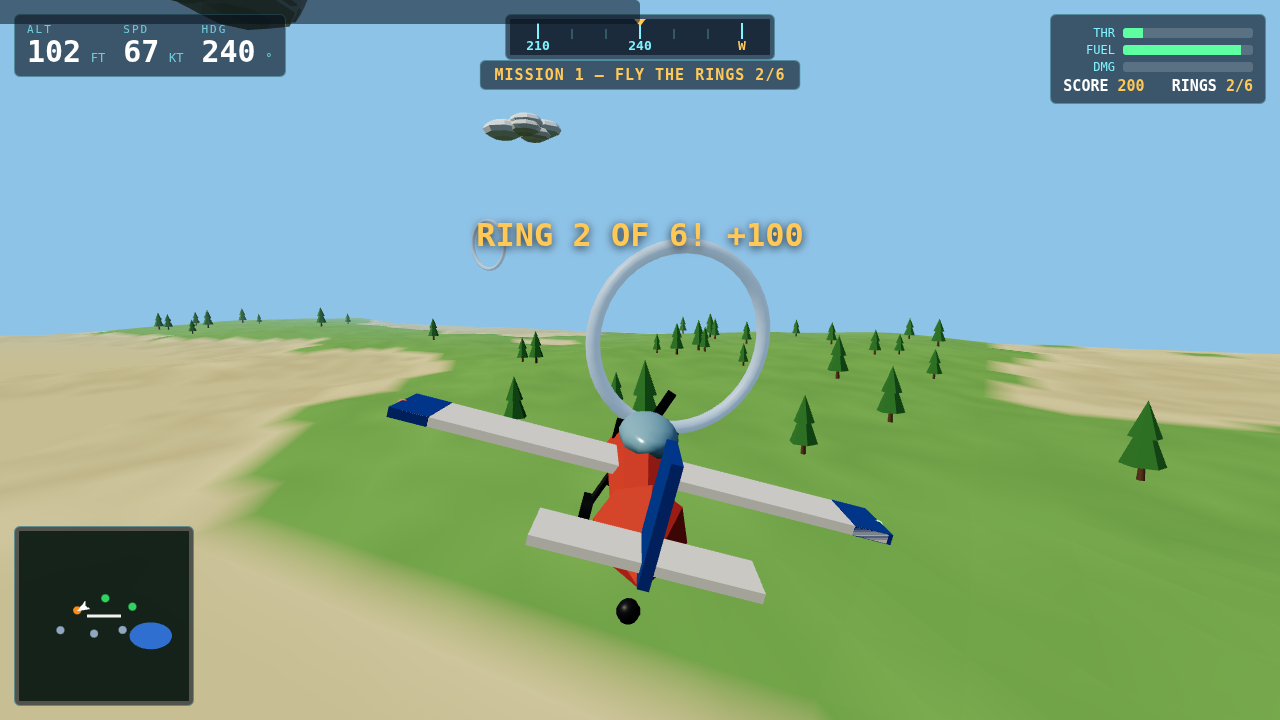 ALT SPD HDG
102 FT 67 KT 240 °
210 240 W
MISSION 1 — FLY THE RINGS 2/6
THR
FUEL
DMG
SCORE 200 RINGS 2/6
RING 2 OF 6! +100